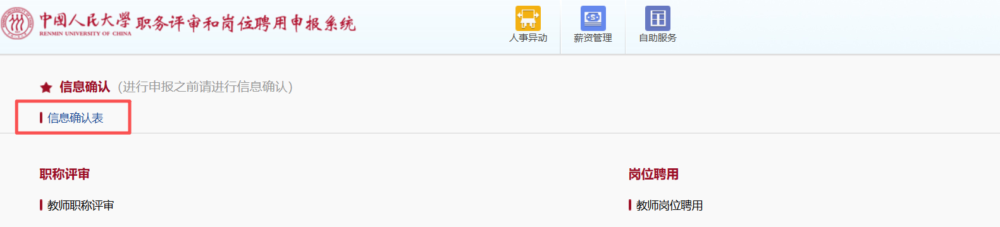 中國人民大學 职务评审和岗位聘用申报系统
RENMIN UNIVERSITY OF CHINA
人事异动 薪资管理 自助服务
信息确认 (进行申报之前请进行信息确认)
信息确认表
职称评审 岗位聘用
教师职称评审 教师岗位聘用